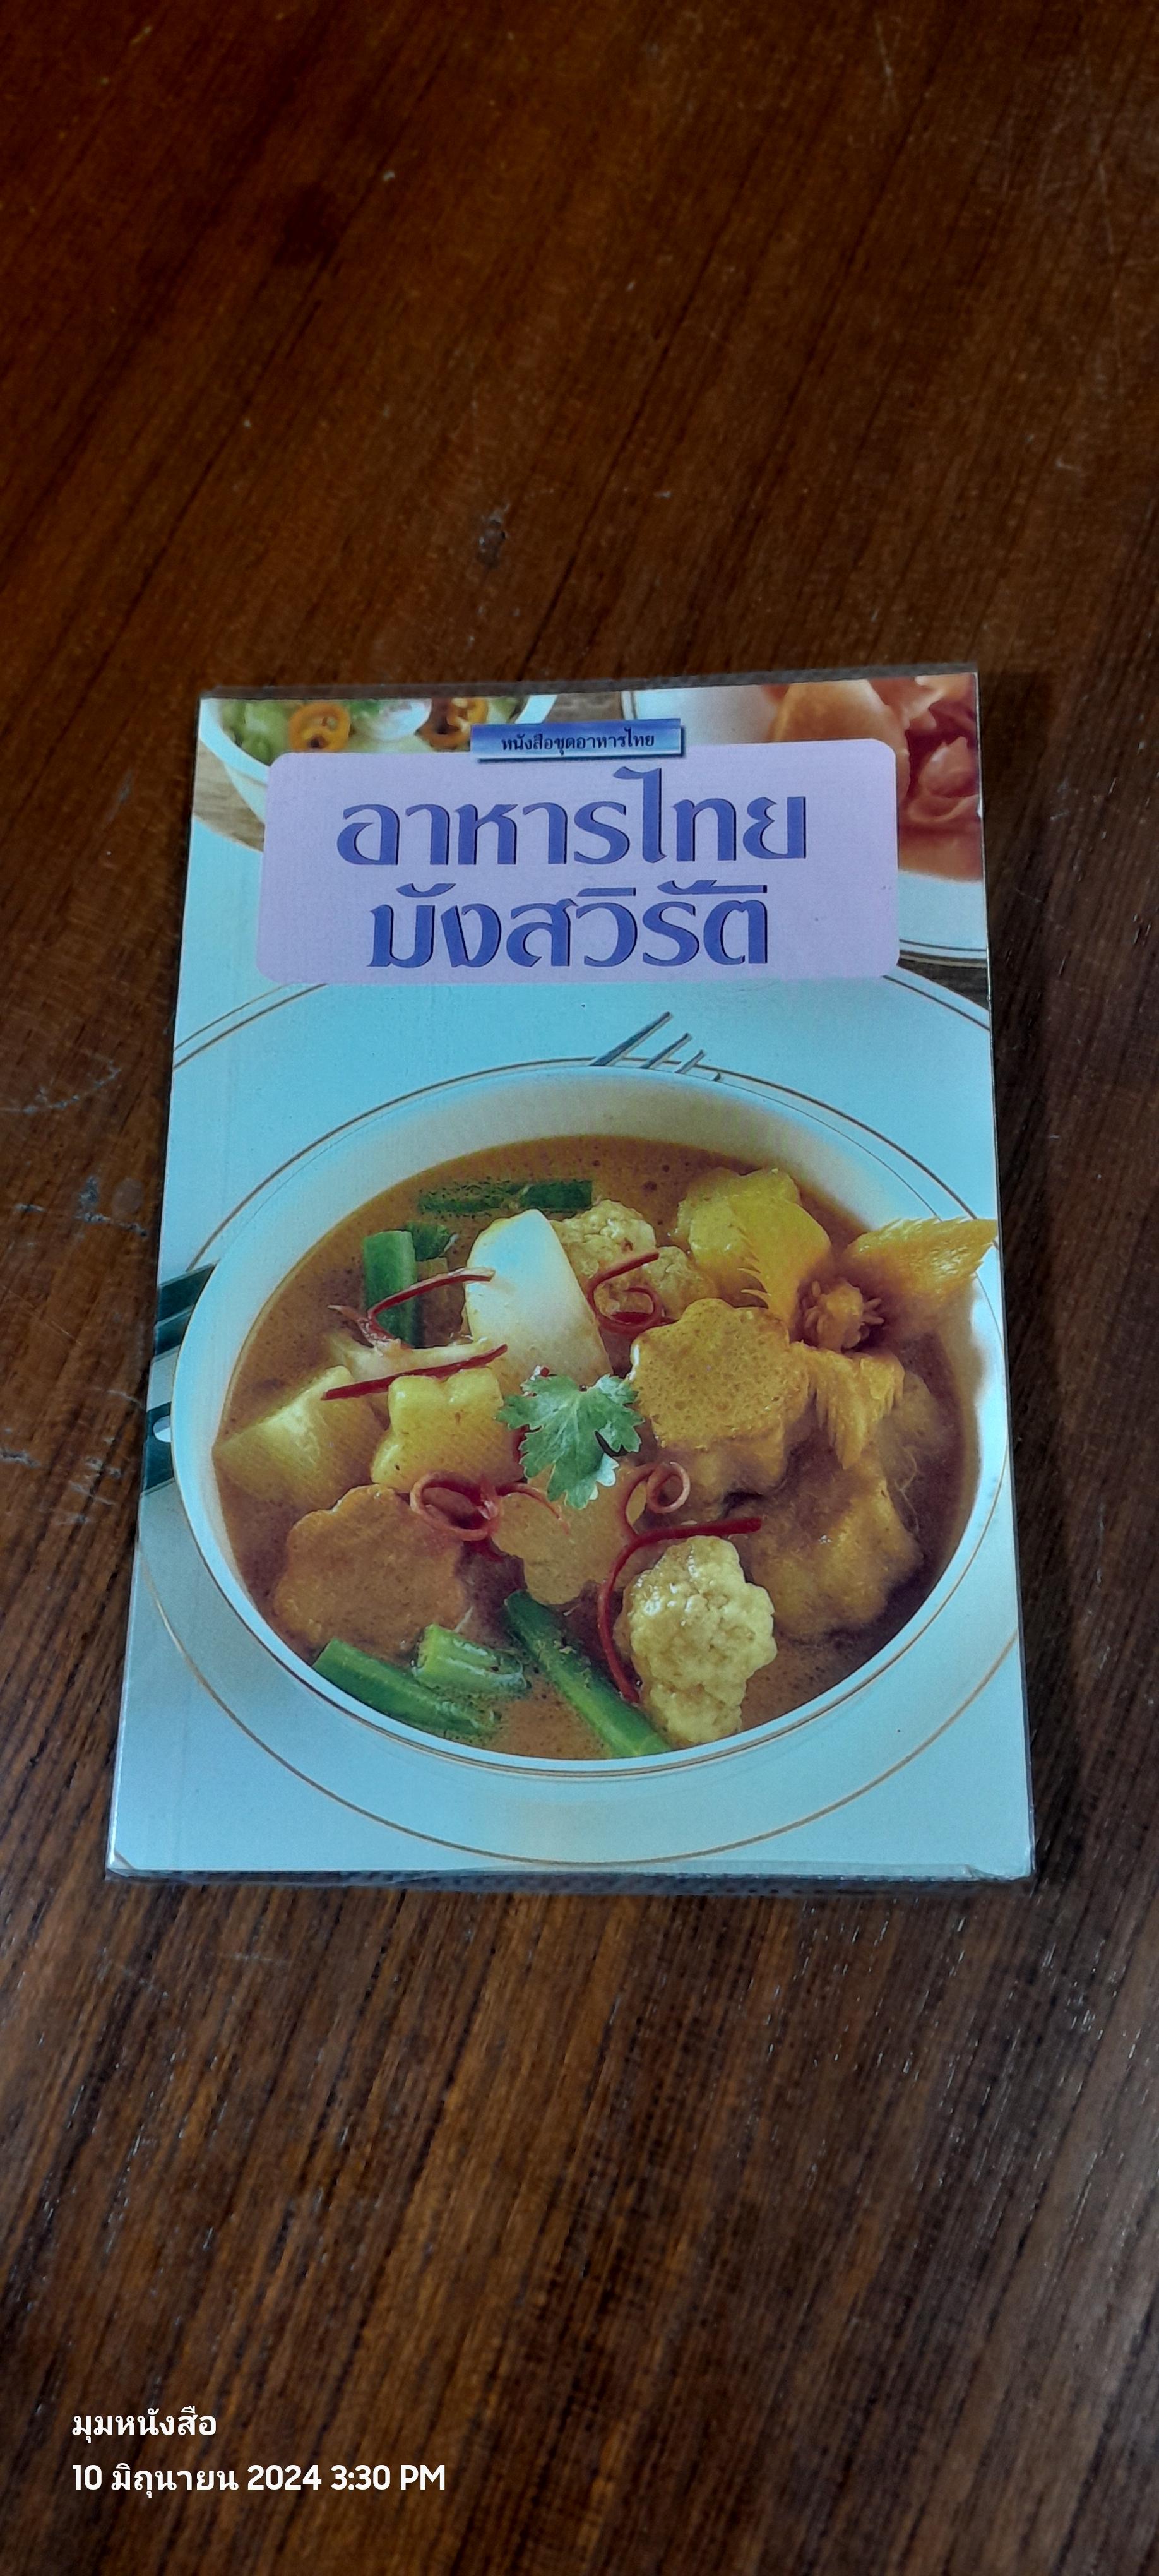 หนังสือชุดอาหารไทย
อาหารไทย
มังสวิรัติ
มุมหนังสือ
10 มิถุนายน 2024 3:30 PM